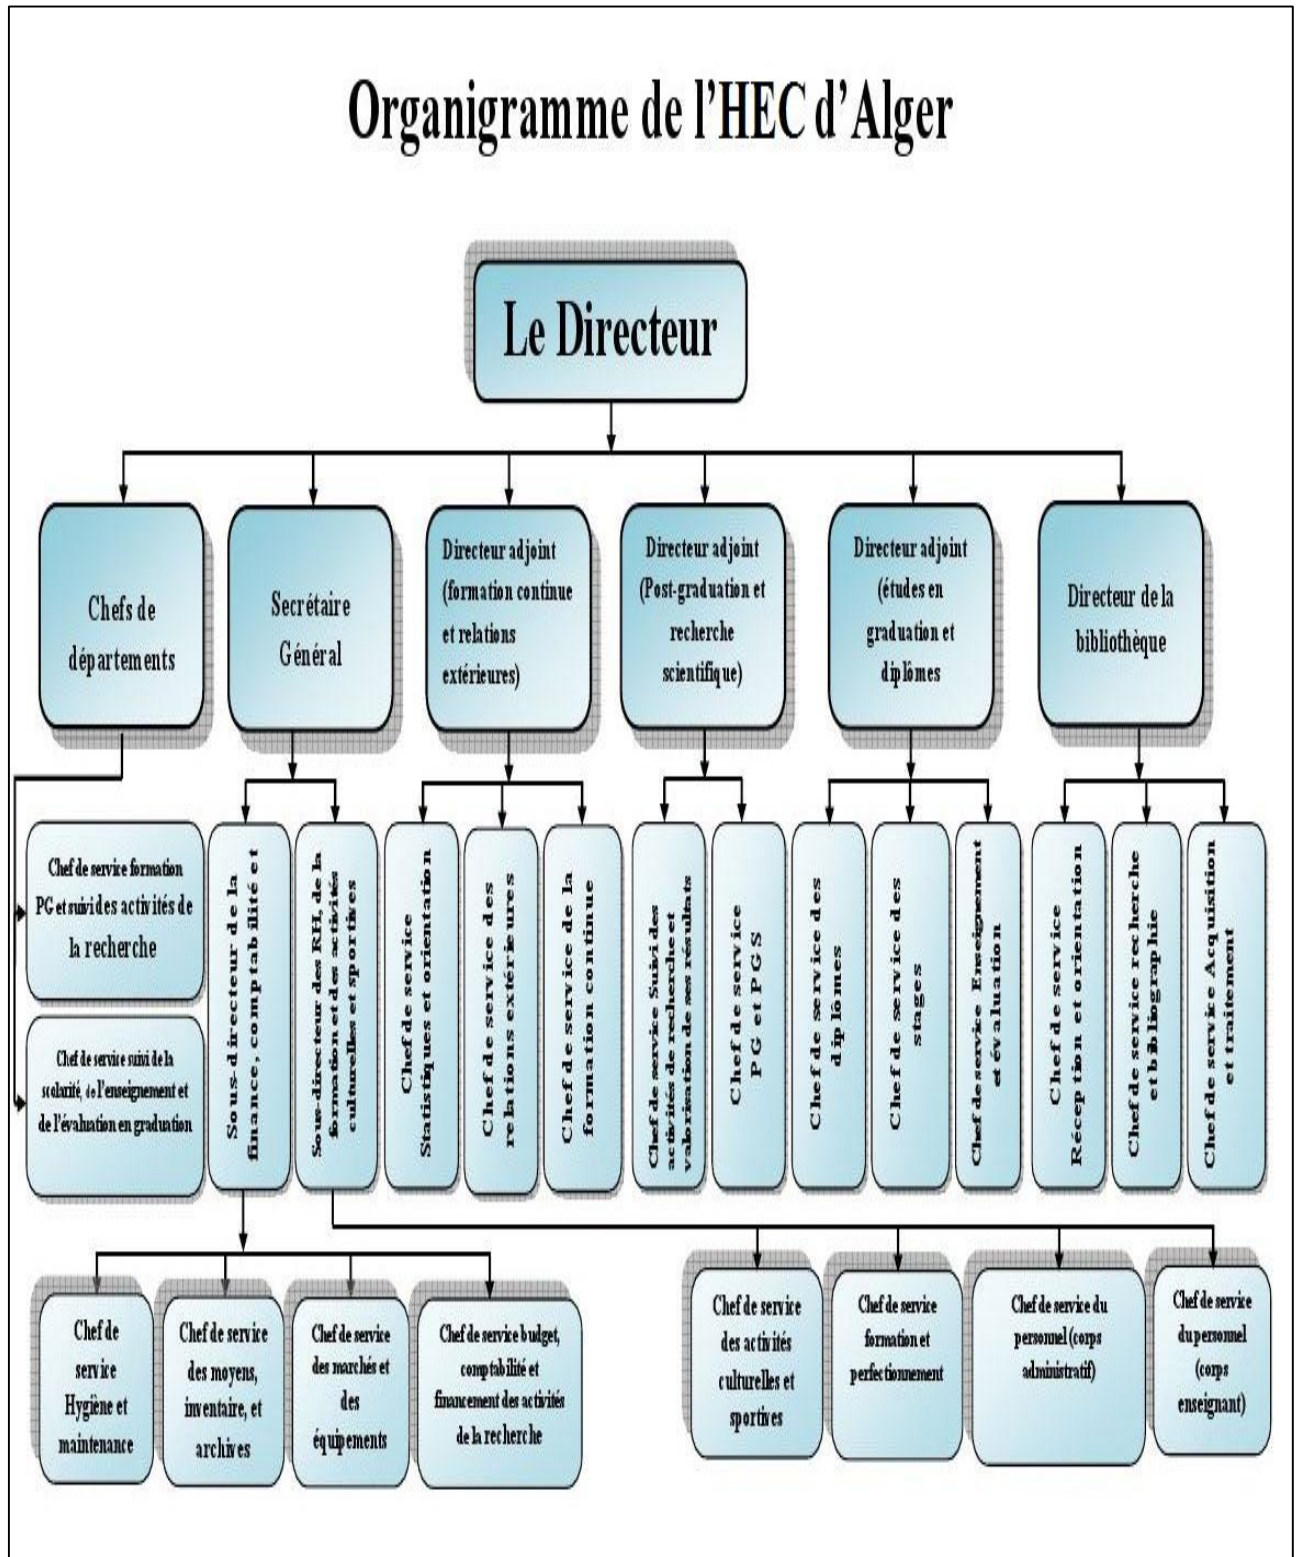 Organigramme de l'HEC d'Alger
Le Directeur
Chefs de
départements
Secrétaire
Général
Directeur adjoint
(formation continue
et relations
extérieures)
Directeur adjoint
(Post-graduation et
recherche
scientifique)
Directeur adjoint
(études en
graduation et
diplômes
Directeur de la
bibliothèque
Chef de service formation
PG et suivi des activités de
la recherche
Chef de service suivi de la
scolarité, de l'enseignement et
de l'évaluation en graduation
Sous-directeur de la
finance, comptabilité et
Sous-directeur des RH, de la
formation et des activités
culturelles et sportives
Chef de service
Statistiques et orientation
Chef de service des
relations extérieures
Chef de service de la
formation continue
Chef de service Suivi des
activités de recherche et
valorisation de ses résultats
Chef de service
PG et PGS
Chef de service des
diplômes
Chef de service des
stages
Chef de service Enseignement
et évaluation
Chef de service
Réception et orientation
Chef de service recherche
et bibliographie
Chef de service Acquisition
et traitement
Chef de
service
Hygiène et
maintenance
Chef de service
des moyens,
inventaire, et
archives
Chef de service
des marchés et
des
équipements
Chef de service budget,
comptabilité et
financement des activités
de la recherche
Chef de service
des activités
culturelles et
sportives
Chef de service
formation et
perfectionnement
Chef de service du
personnel (corps
administratif)
Chef de service
du personnel
(corps
enseignant)